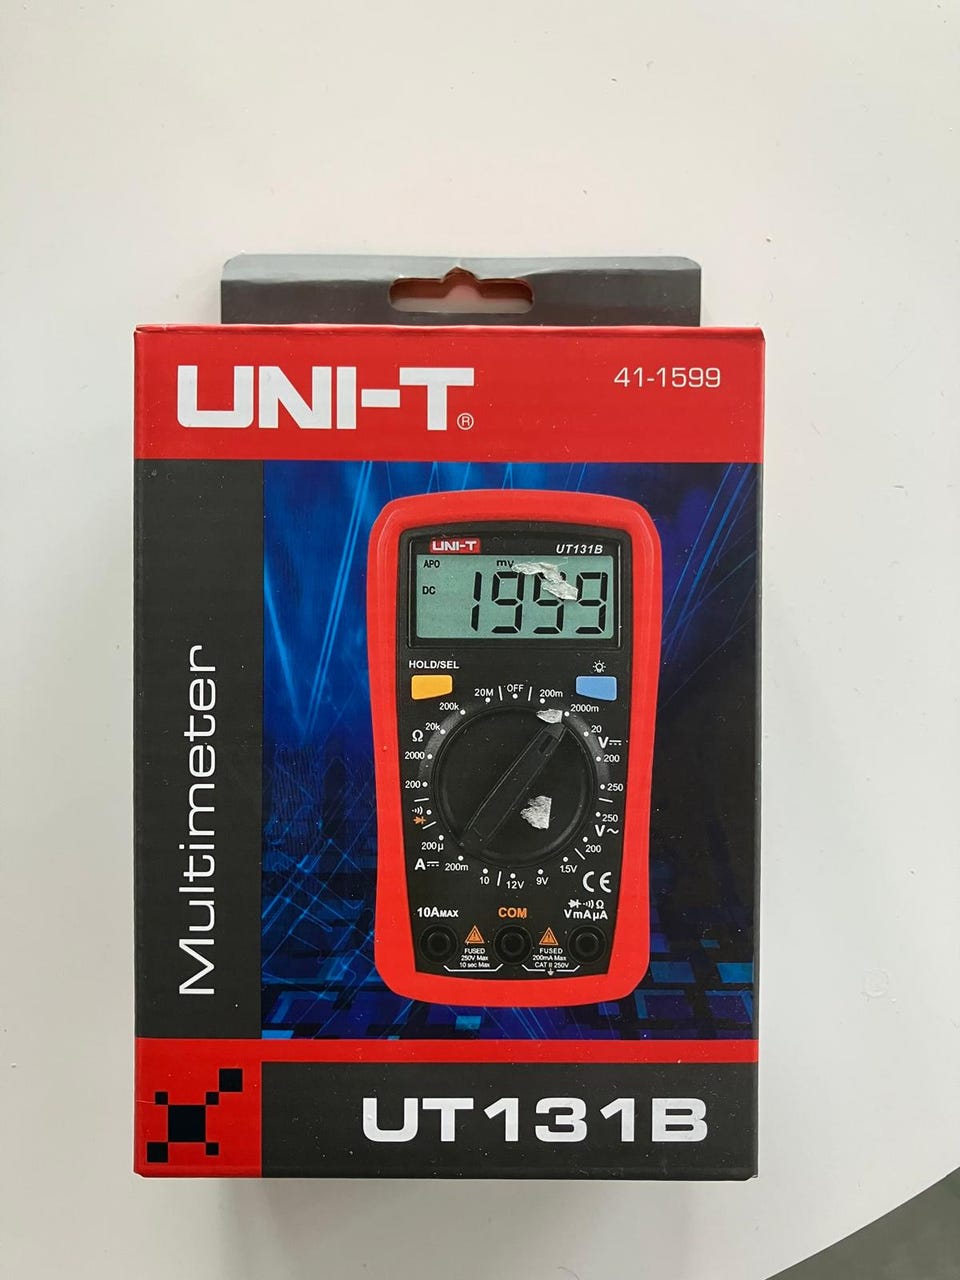 UNI-T®
41-1599
Multimeter
UNI-T
UT131B
APO
mV
DC
1999
HOLD/SEL
OFF
200m
2000m
20
V⎓
200
250
250
V~
200
1.5V
9V
12V
10
200m
A⎓
200µ
200
2000
Ω
20k
200k
20M
CE
10AMAX
COM
Ω
VmAµA
FUSED
250V Max
10 sec Max
FUSED
200mA Max
CAT II 250V
UT131B